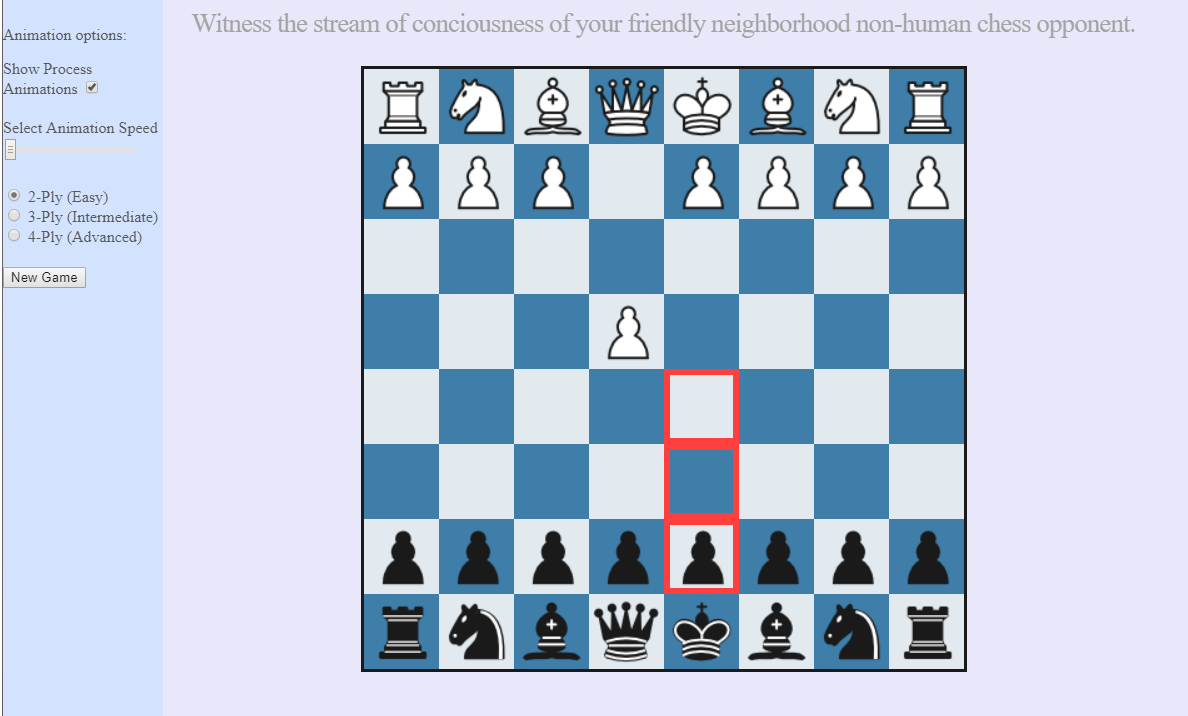 Witness the stream of conciousness of your friendly neighborhood non-human chess opponent.
Animation options:
Show Process
Animations
Select Animation Speed
2-Ply (Easy)
3-Ply (Intermediate)
4-Ply (Advanced)
New Game